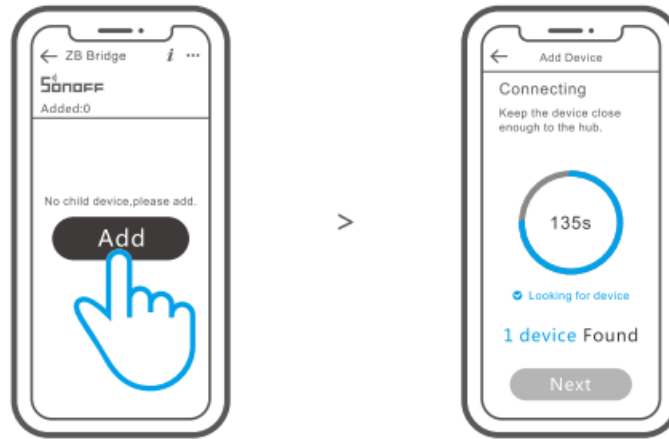 ZB Bridge i ...
SONOFF
Added:0
No child device,please add.
Add
>
Add Device
Connecting
Keep the device close
enough to the hub.
135s
Looking for device
1 device Found
Next